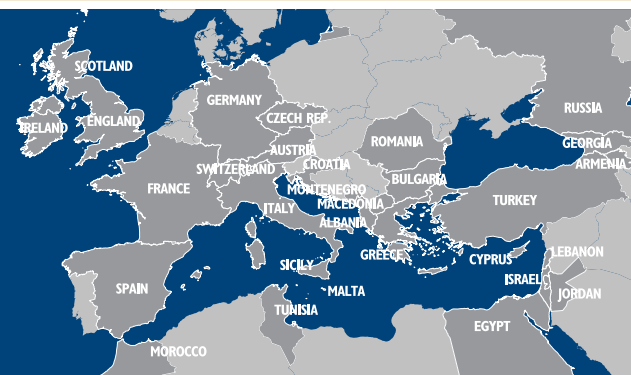 SCOTLAND
IRELAND
ENGLAND
GERMANY
CZECH REP.
AUSTRIA
SWITZERLAND
FRANCE
CROATIA
ROMANIA
RUSSIA
GEORGIA
ARMENIA
MONTENEGRO
BULGARIA
MACEDONIA
ITALY
ALBANIA
TURKEY
GREECE
CYPRUS
LEBANON
SICILY
ISRAEL
SPAIN
MALTA
JORDAN
TUNISIA
EGYPT
MOROCCO